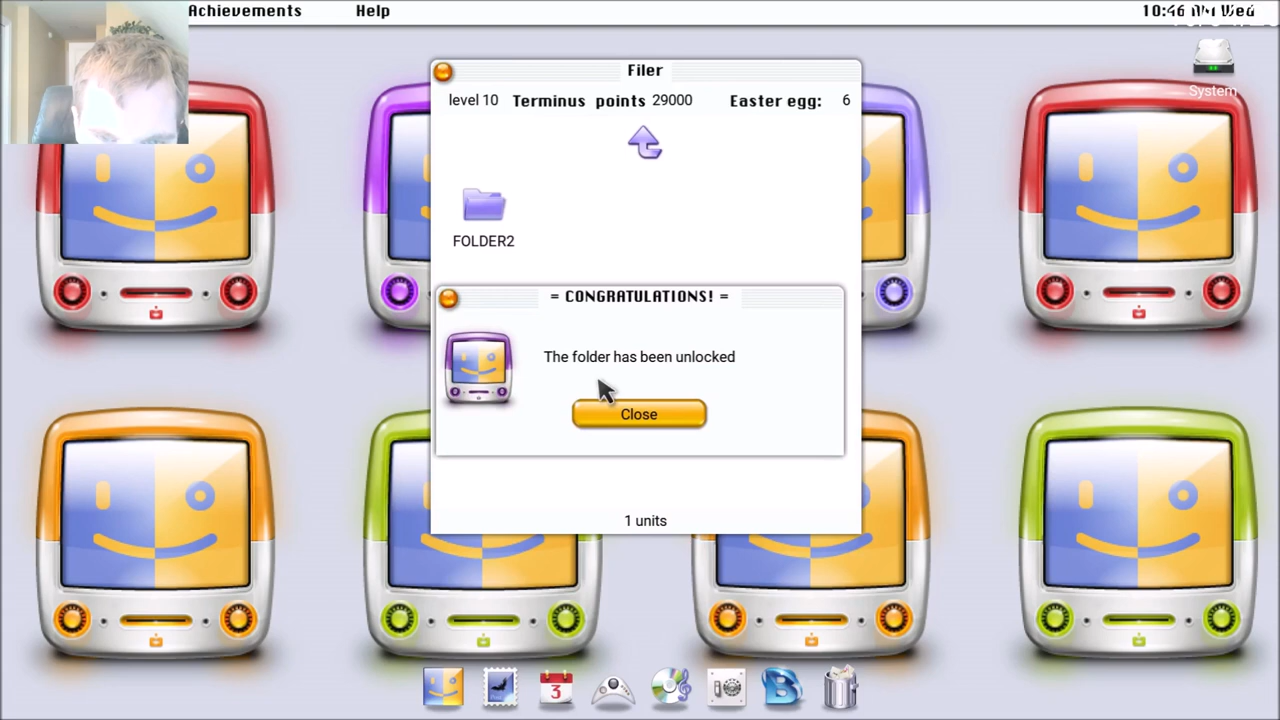 Achievements Help
System
Filer
level 10 Terminus points 29000 Easter egg: 6
FOLDER2
= CONGRATULATIONS! =
The folder has been unlocked
Close
1 units
3